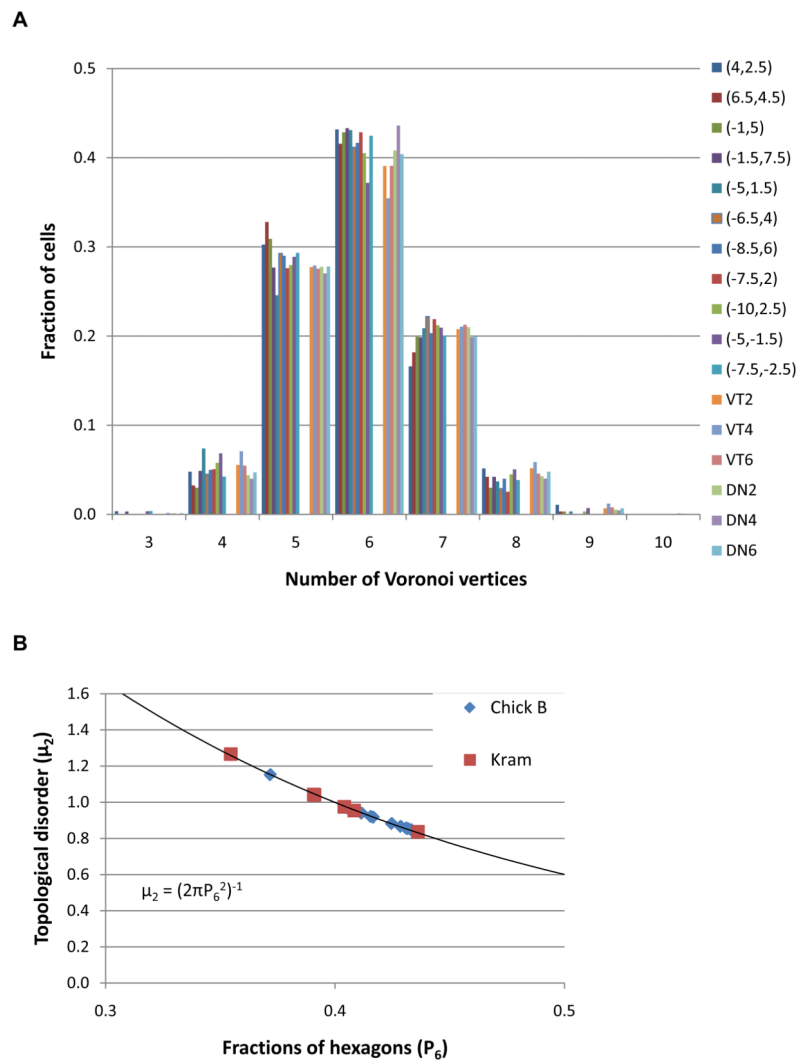 A
0.5
0.4
0.3
0.2
0.1
0.0
Fraction of cells
3 4 5 6 7 8 9 10
Number of Voronoi vertices
(4,2.5)
(6.5,4.5)
(-1,5)
(-1.5,7.5)
(-5,1.5)
(-6.5,4)
(-8.5,6)
(-7.5,2)
(-10,2.5)
(-5,-1.5)
(-7.5,-2.5)
VT2
VT4
VT6
DN2
DN4
DN6
B
1.6
1.4
1.2
1.0
0.8
0.6
0.4
0.2
0.0
Topological disorder (μ₂)
Chick B
Kram
μ₂ = (2πP₆²)⁻¹
0.3 0.4 0.5
Fractions of hexagons (P₆)